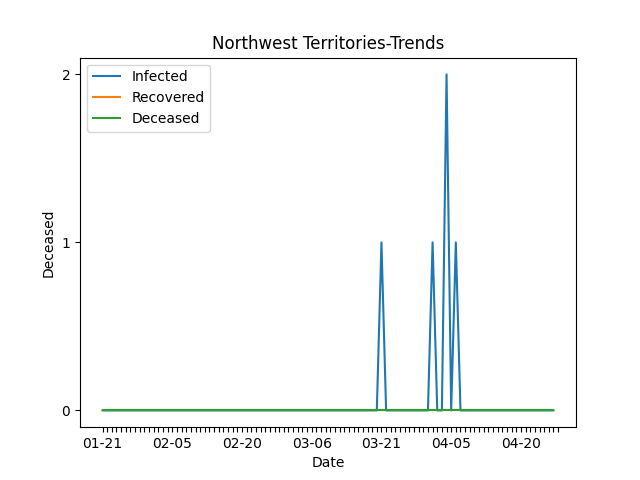 Northwest Territories-Trends
Infected
Recovered
Deceased
2
1
0
Deceased
01-21 02-05 02-20 03-06 03-21 04-05 04-20
Date